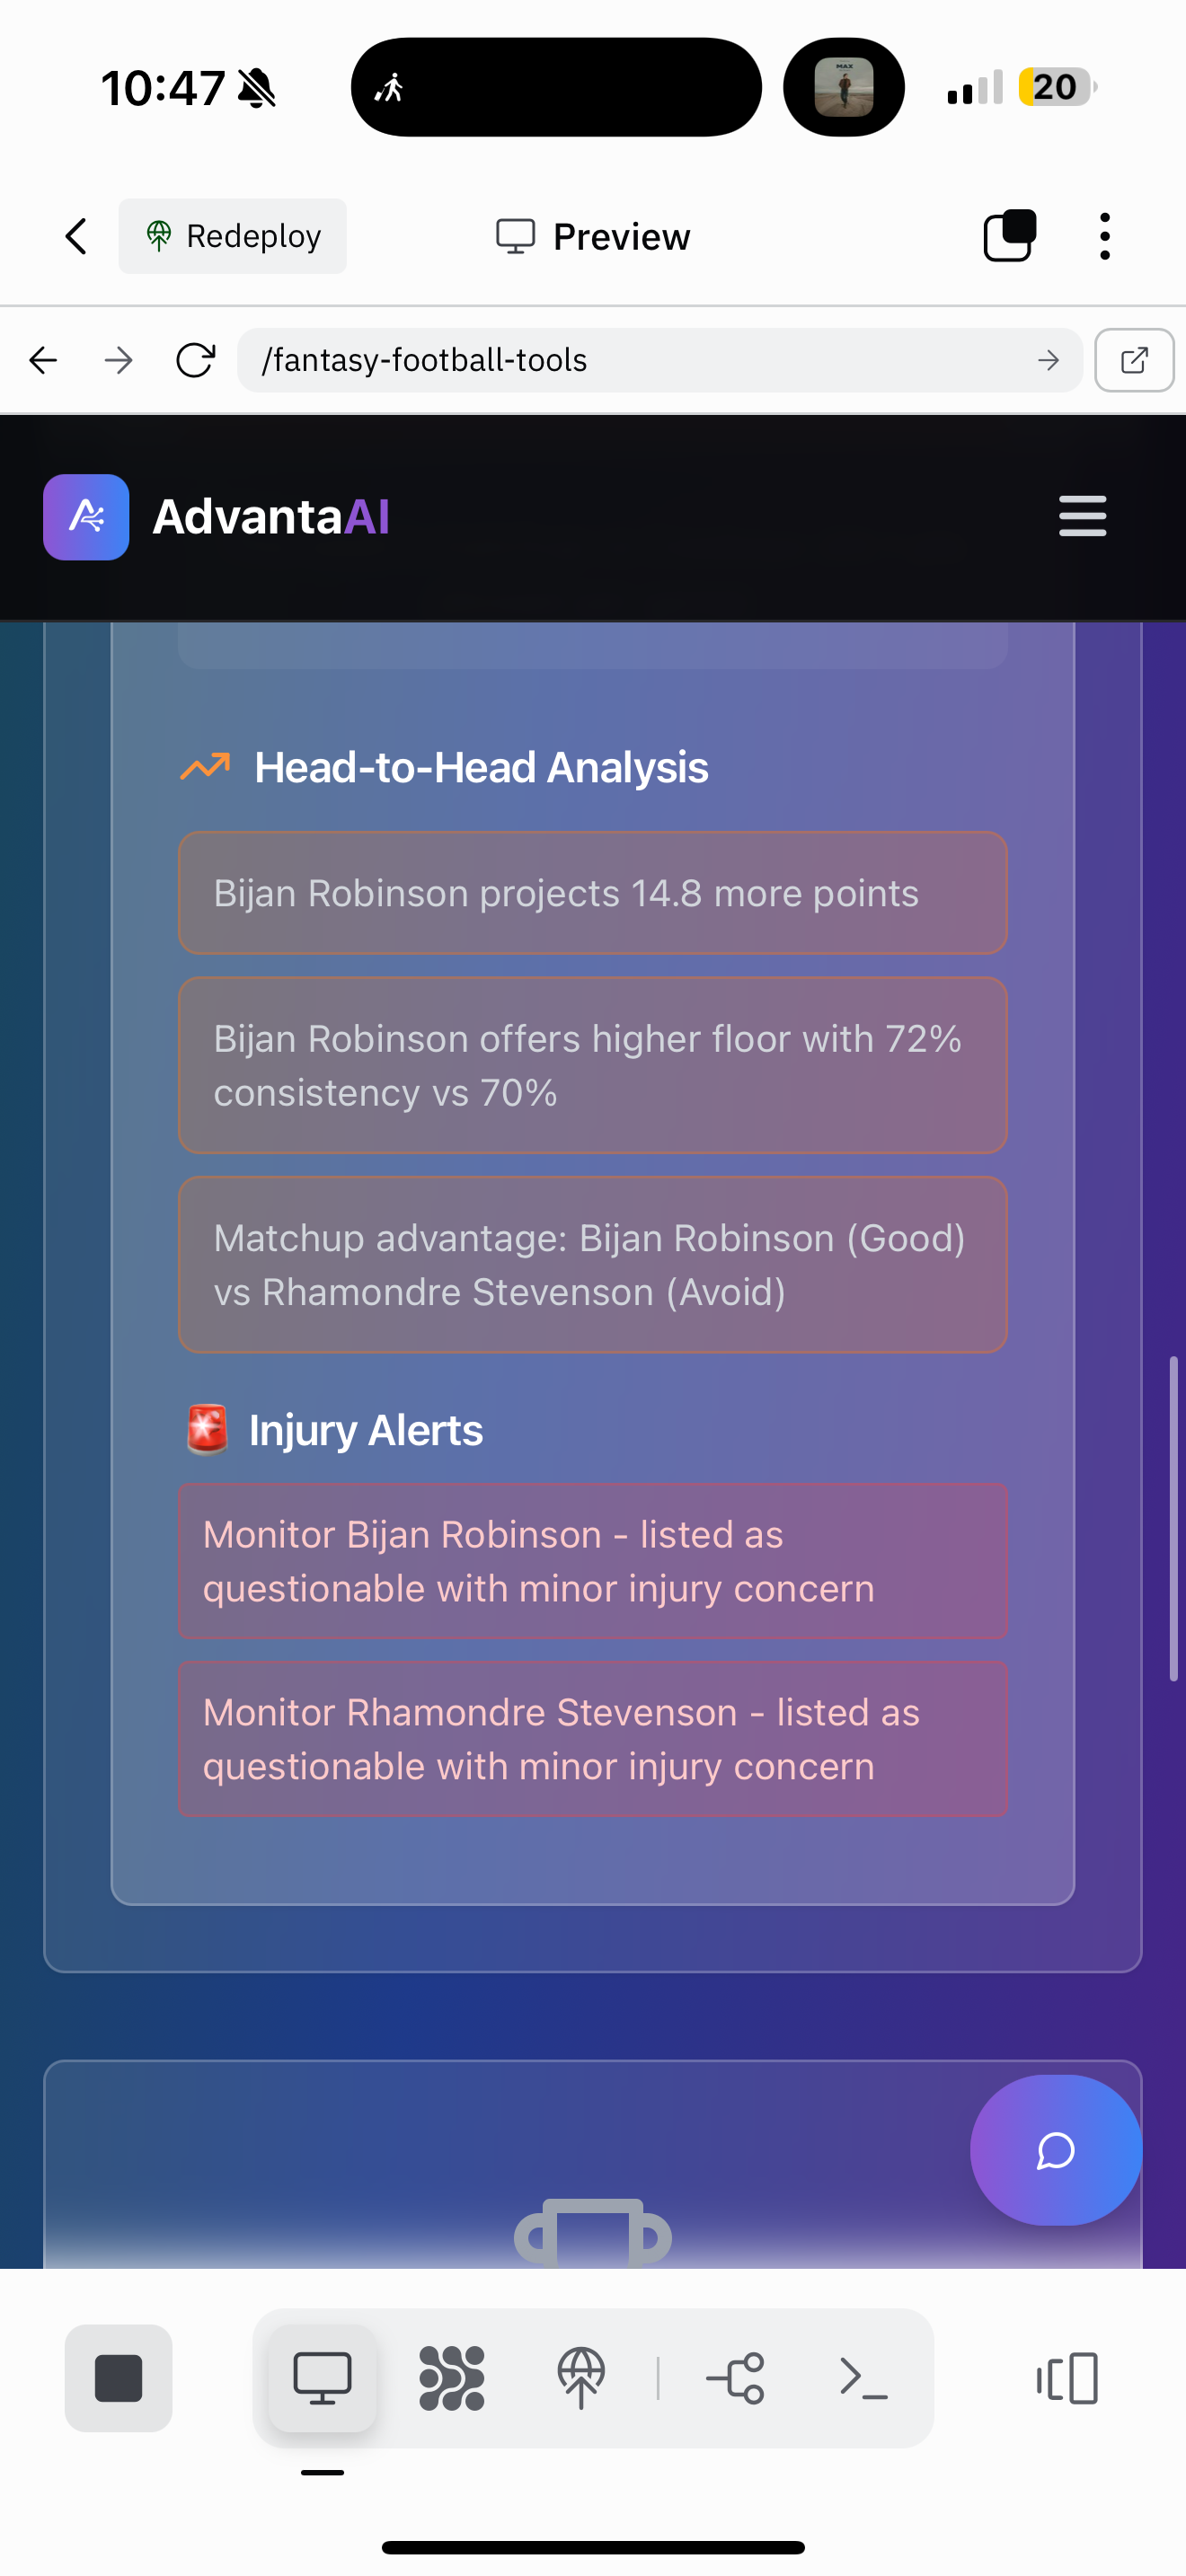 10:47
20
MAX
Redeploy
Preview
/fantasy-football-tools
AdvantaAI
Head-to-Head Analysis
Bijan Robinson projects 14.8 more points
Bijan Robinson offers higher floor with 72%
consistency vs 70%
Matchup advantage: Bijan Robinson (Good)
vs Rhamondre Stevenson (Avoid)
Injury Alerts
Monitor Bijan Robinson - listed as
questionable with minor injury concern
Monitor Rhamondre Stevenson - listed as
questionable with minor injury concern